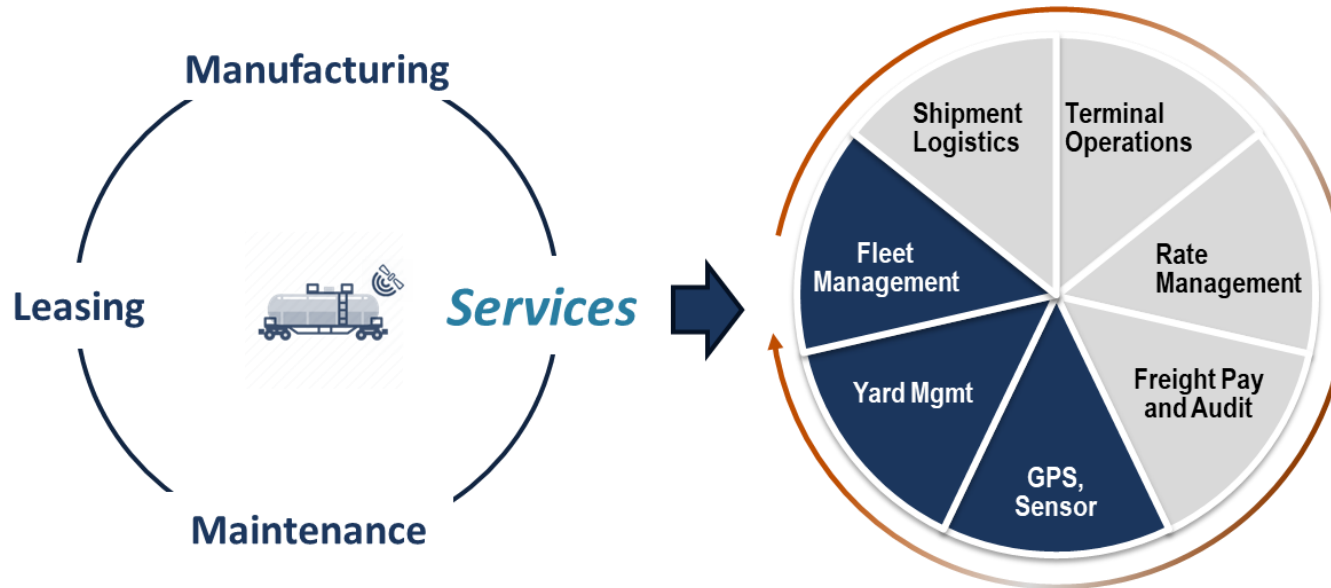 Manufacturing
Leasing
Services
Maintenance
Shipment
Logistics
Terminal
Operations
Rate
Management
Freight Pay
and Audit
GPS,
Sensor
Yard Mgmt
Fleet
Management